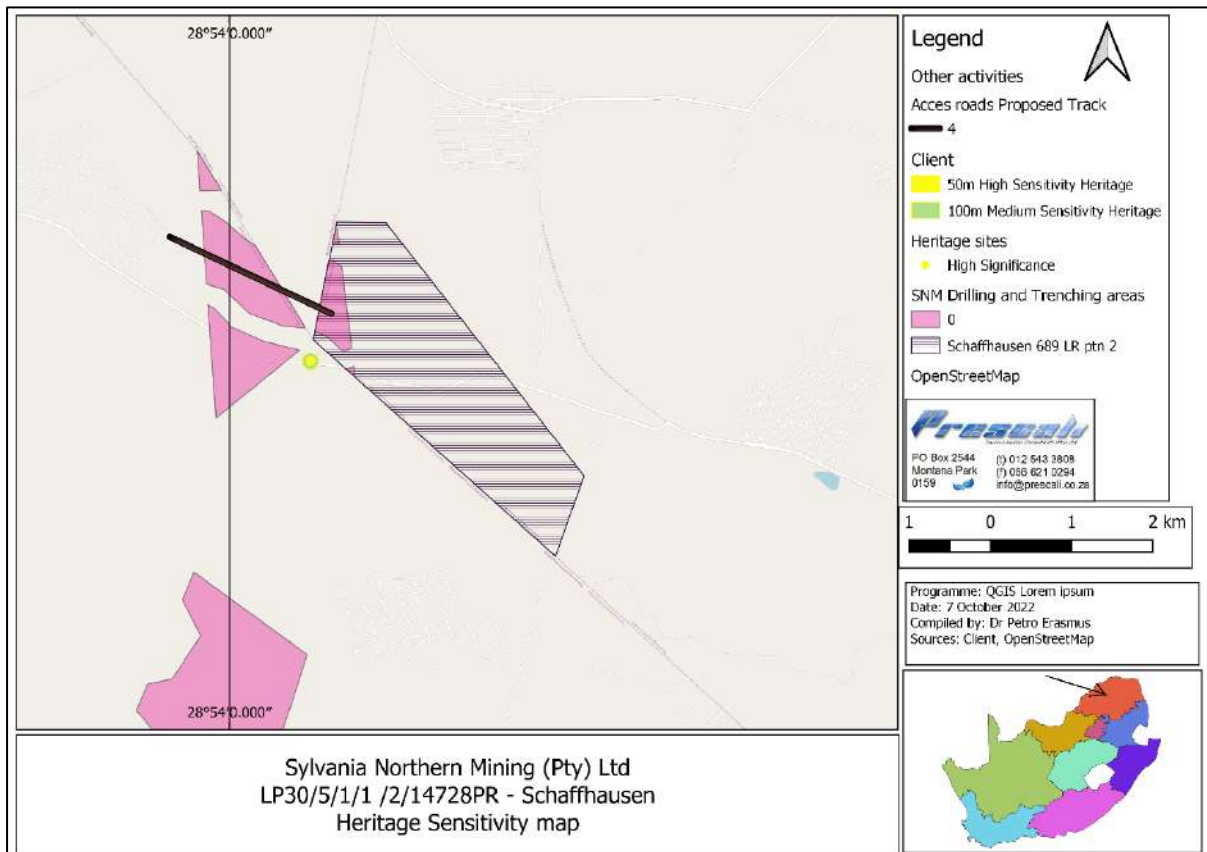 28°54'0.000"
28°54'0.000"
Sylvania Northern Mining (Pty) Ltd
LP30/5/1/1 /2/14728PR - Schaffhausen
Heritage Sensitivity map
Legend
Other activities
Acces roads Proposed Track
4
Client
50m High Sensitivity Heritage
100m Medium Sensitivity Heritage
Heritage sites
High Significance
SNM Drilling and Trenching areas
0
Schaffhausen 689 LR ptn 2
OpenStreetMap
Prescali
PO Box 2544 (t) 012 543 3808
Montana Park (f) 086 621 0294
0159 info@prescali.co.za
1 0 1 2 km
Programme: QGIS Lorem ipsum
Date: 7 October 2022
Compiled by: Dr Petro Erasmus
Sources: Client, OpenStreetMap